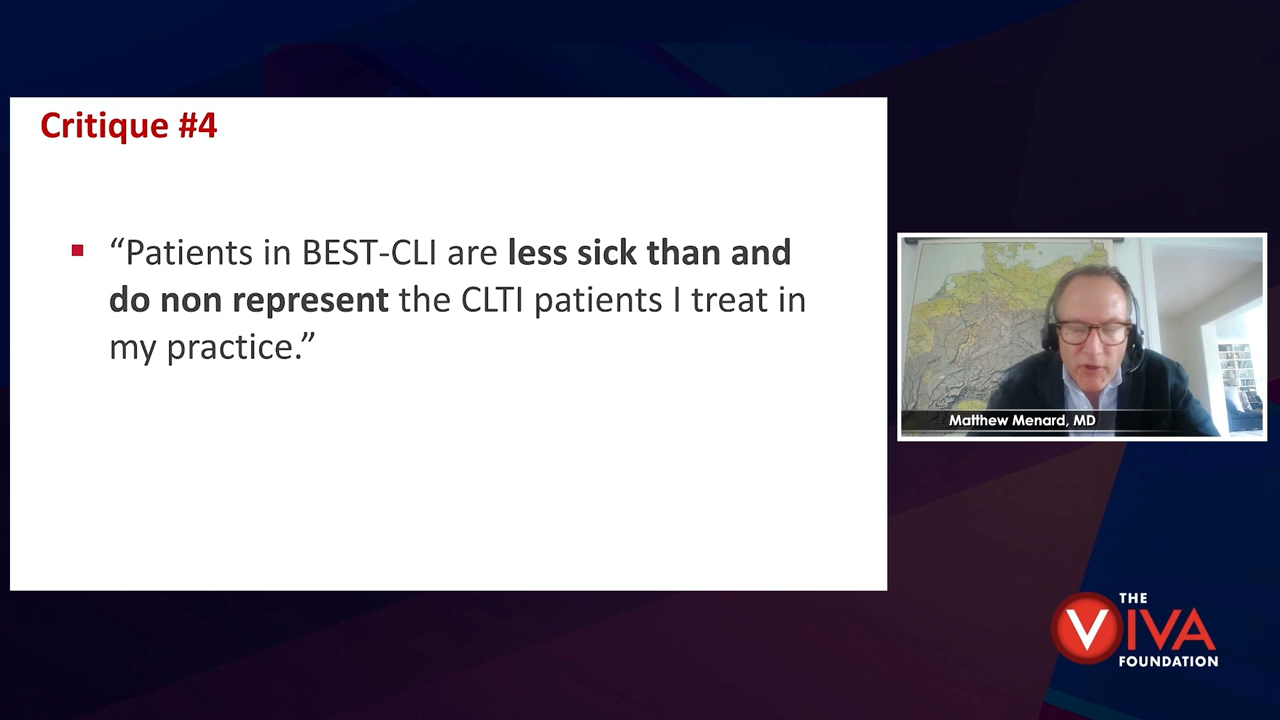 Critique #4
▪ “Patients in BEST-CLI are less sick than and
do non represent the CLTI patients I treat in
my practice.”
Matthew Menard, MD
THE
VIVA
FOUNDATION